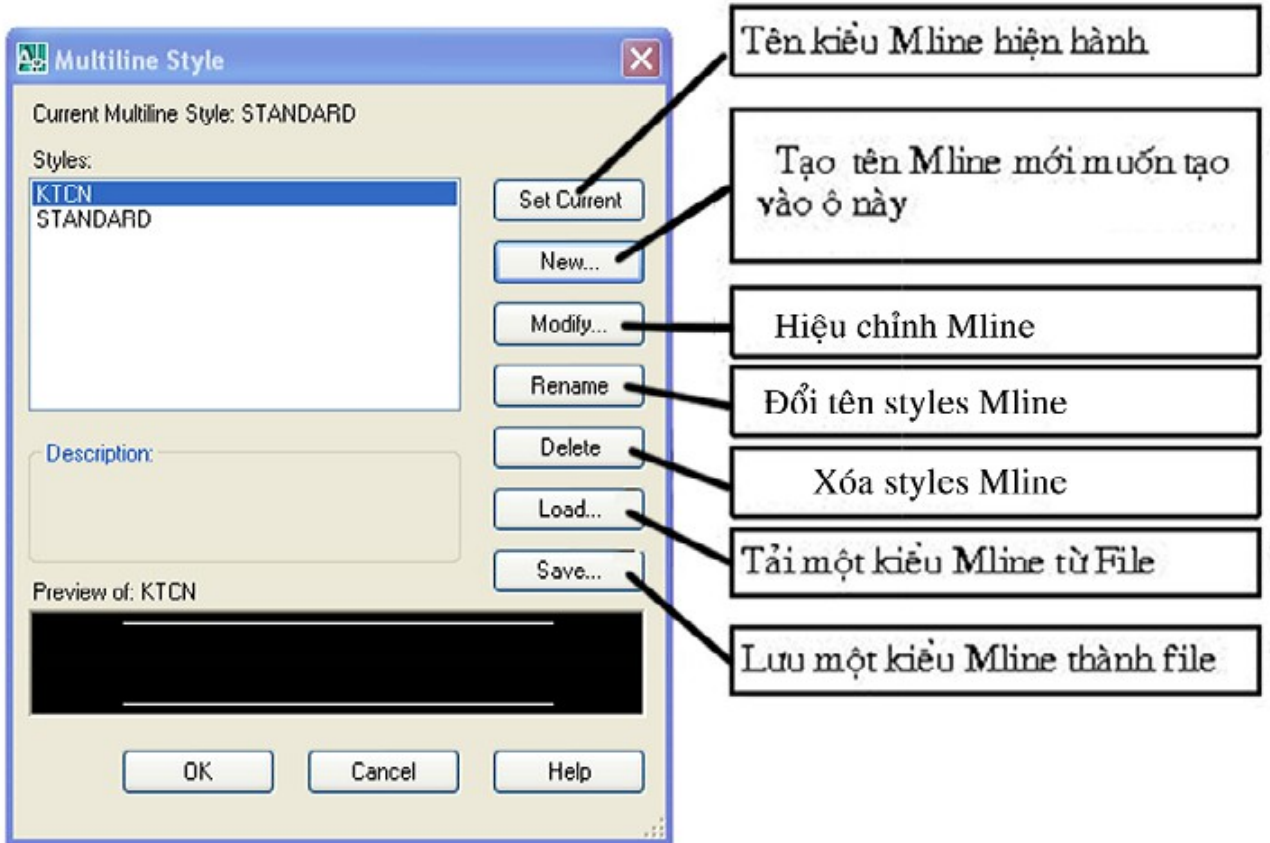 Multiline Style
Current Multiline Style: STANDARD
Styles:
KTCN
STANDARD
Set Current
New...
Modify...
Rename
Delete
Load...
Save...
Description:
Preview of: KTCN
OK
Cancel
Help
Tên kiểu Mline hiện hành
Tạo tên Mline mới muốn tạo
vào ô này
Hiệu chỉnh Mline
Đổi tên styles Mline
Xóa styles Mline
Tải một kiểu Mline từ File
Lưu một kiểu Mline thành file